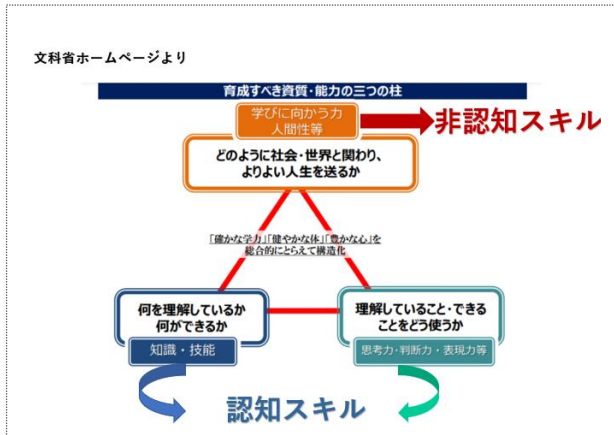 文科省ホームページより
育成すべき資質・能力の三つの柱
学びに向かう力
人間性等
非認知スキル
どのように社会・世界と関わり、
よりよい人生を送るか
「確かな学力」「健やかな体」「豊かな心」を
総合的にとらえて構造化
何を理解しているか
何ができるか
知識・技能
理解していること・できる
ことをどう使うか
思考力・判断力・表現力等
認知スキル